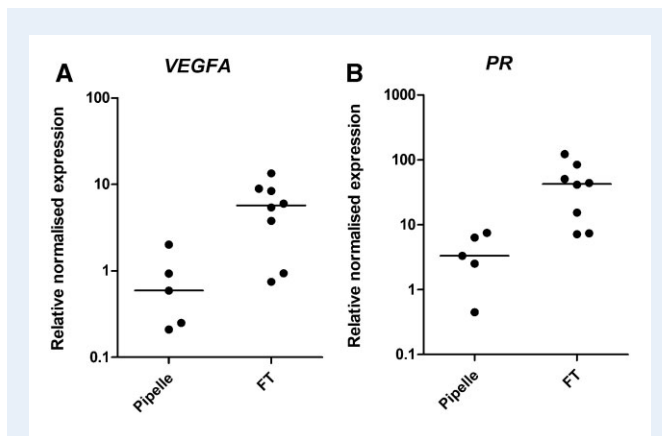 A
VEGFA
Relative normalised expression
100
10
1
0.1
Pipelle
FT
B
PR
Relative normalised expression
1000
100
10
1
0.1
Pipelle
FT